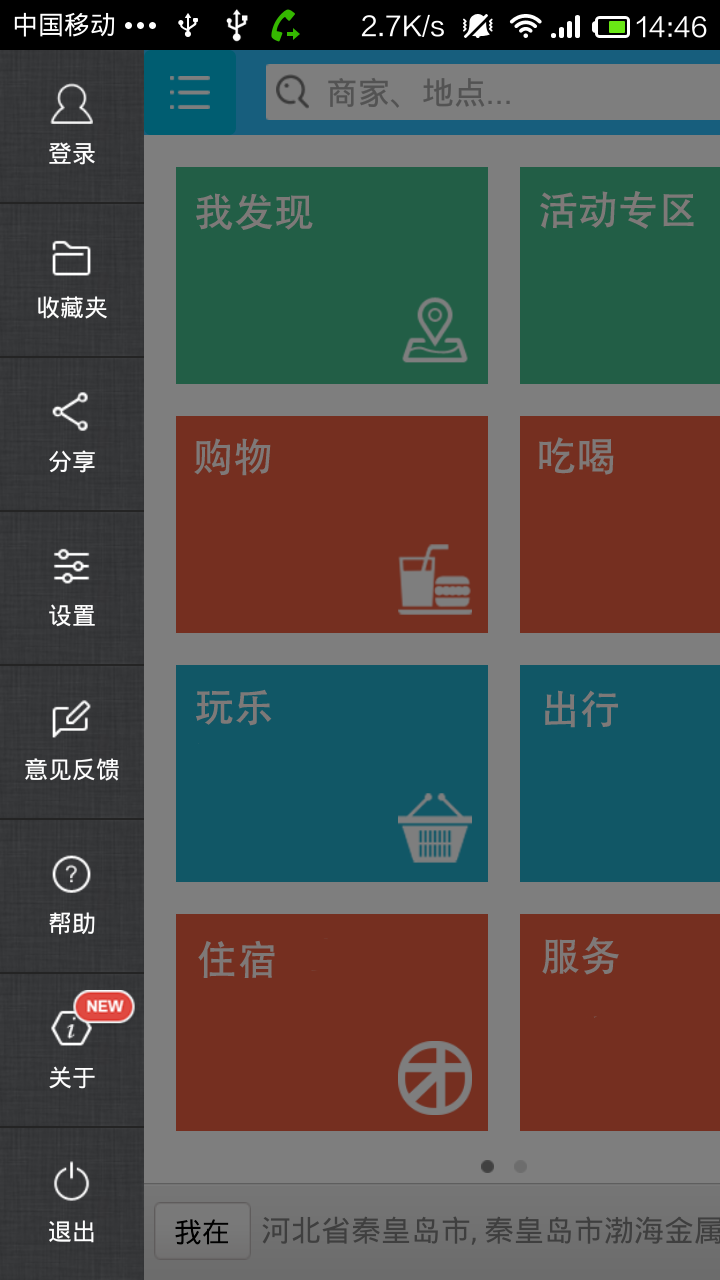 中国移动 ••• 2.7K/s 14:46
登录
收藏夹
分享
设置
意见反馈
?
帮助
NEW
i
关于
退出
商家、地点...
我发现
活动专区
购物
吃喝
玩乐
出行
住宿
服务
我在
河北省秦皇岛市, 秦皇岛市渤海金属